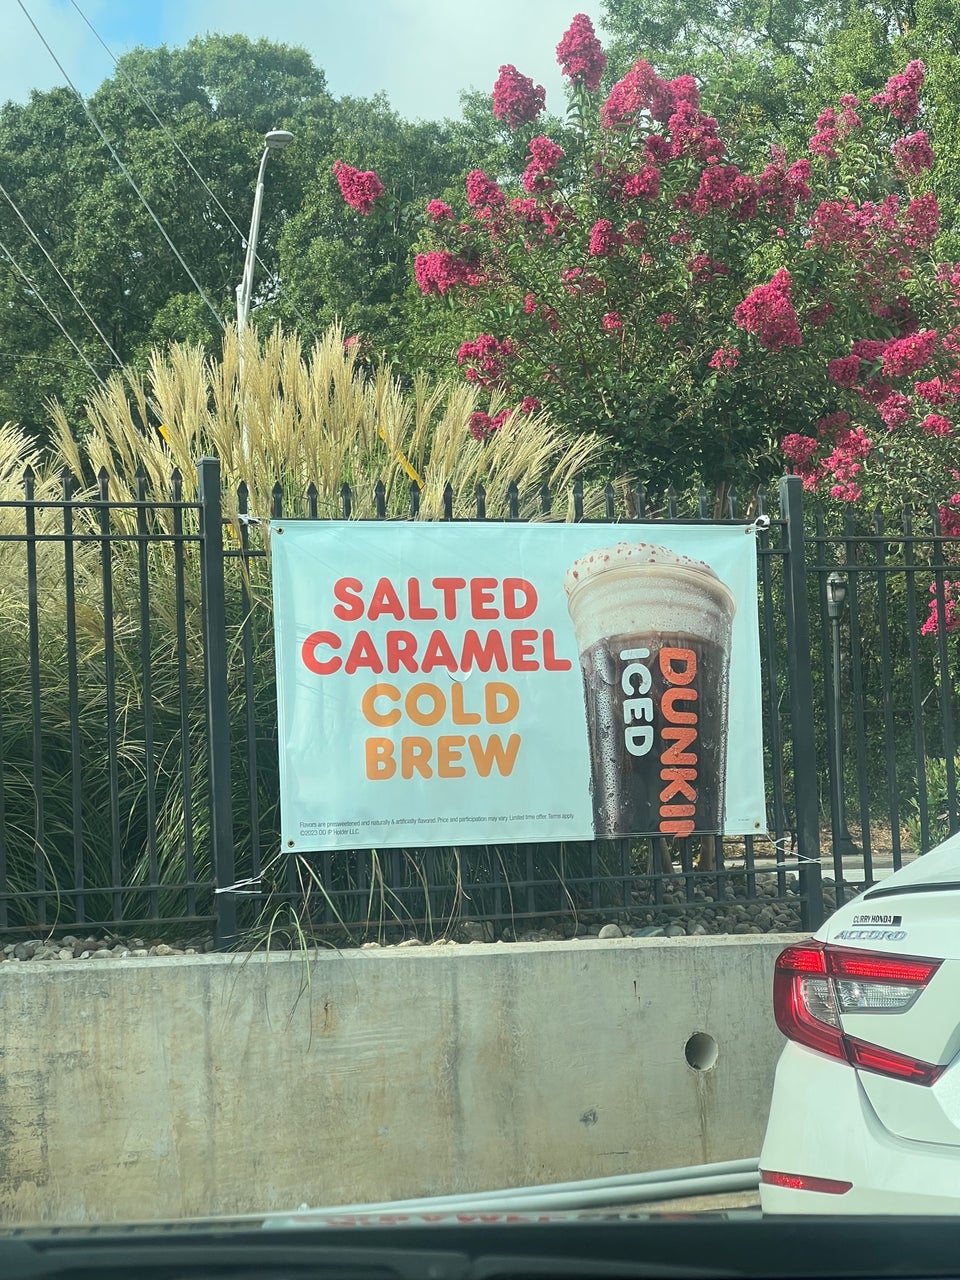 SALTED
CARAMEL
COLD
BREW
DUNKIN
ICED
Flavors are presweetened and naturally & artificially flavored. Price and participation may vary. Limited time offer. Terms apply.
©2023 DD IP Holder LLC.
CURRY HONDA
ACCORD